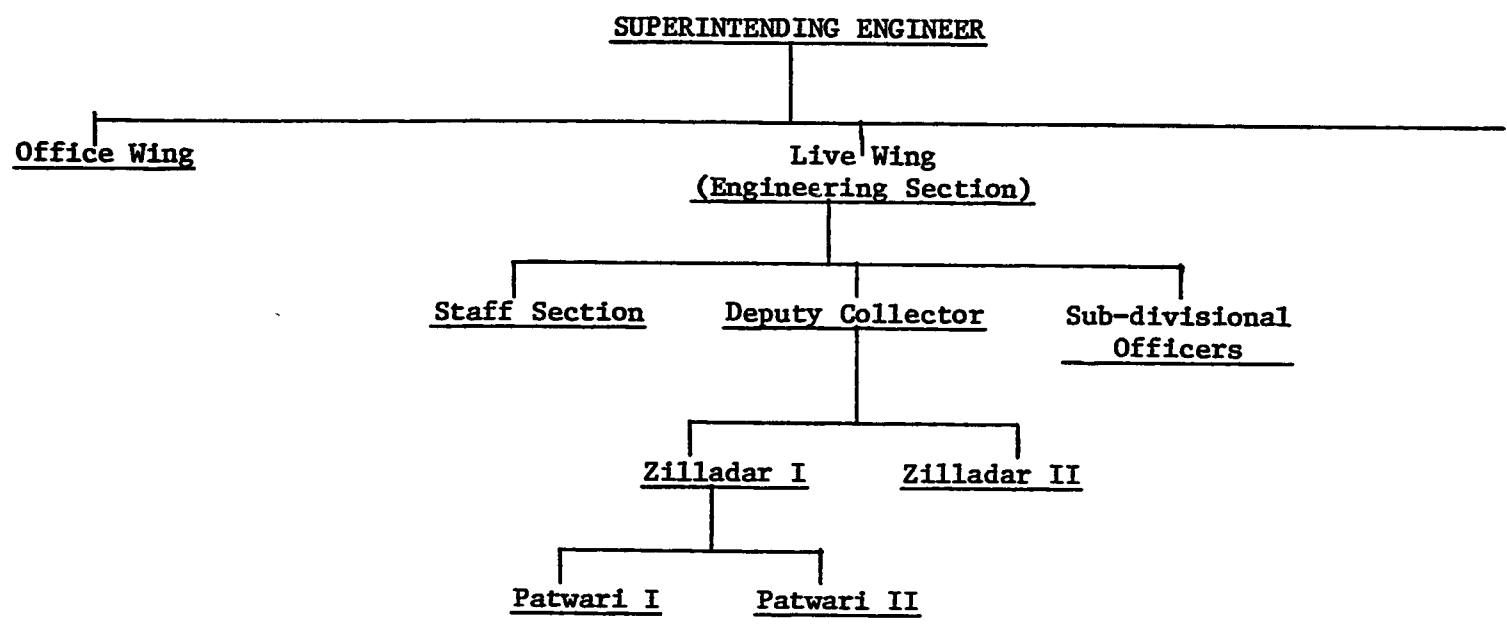 SUPERINTENDING ENGINEER
Office Wing
Live Wing
(Engineering Section)
Staff Section
Deputy Collector
Sub-divisional
Officers
Zilladar I
Zilladar II
Patwari I
Patwari II